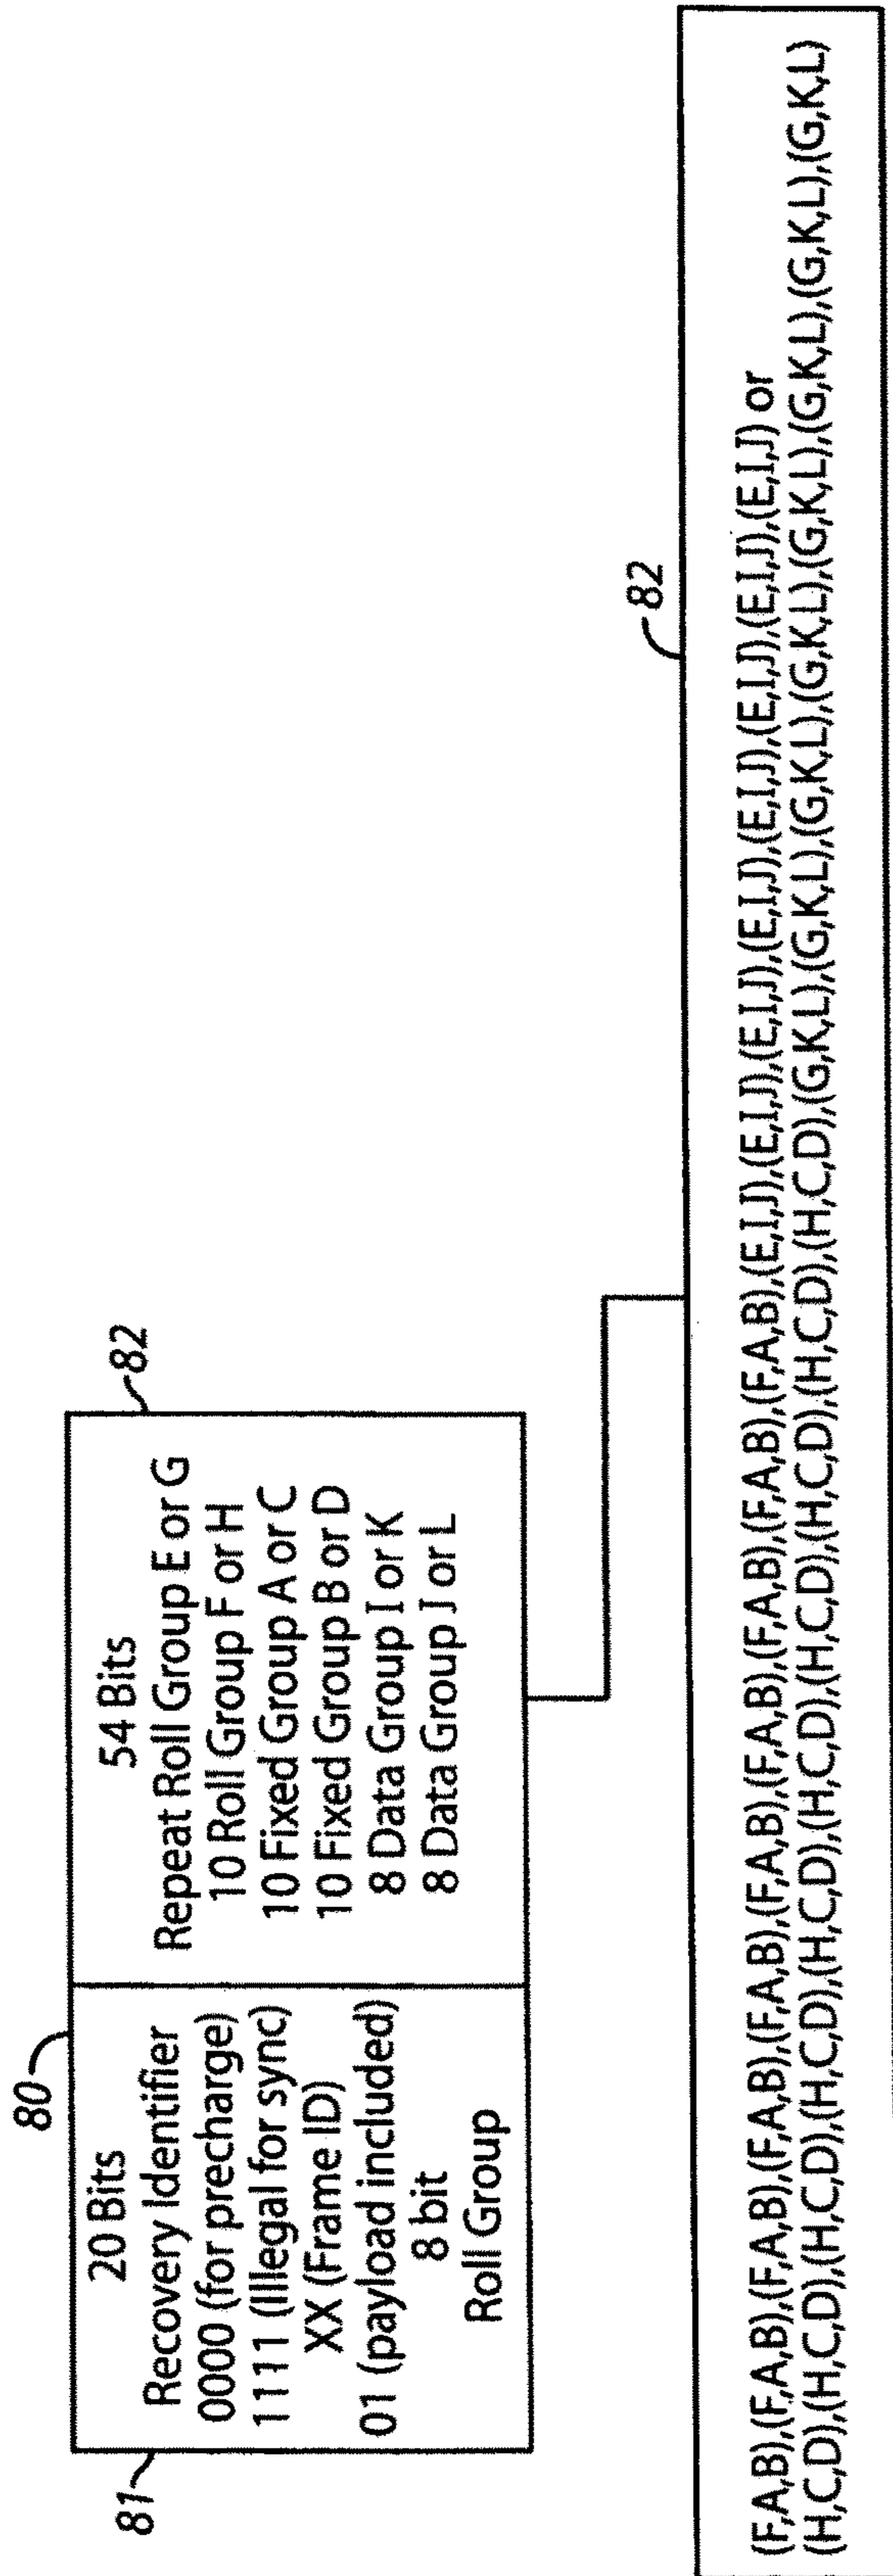 80
81
20 Bits
Recovery Identifier
0000 (for precharge)
1111 (Illegal for sync)
XX (Frame ID)
01 (payload included)
8 bit
Roll Group
82
54 Bits
Repeat Roll Group E or G
10 Roll Group F or H
10 Fixed Group A or C
10 Fixed Group B or D
8 Data Group I or K
8 Data Group J or L
82
(F,A,B),(F,A,B),(F,A,B),(F,A,B),(F,A,B),(F,A,B),(F,A,B),(F,A,B),(F,A,B),(F,A,B),(E,I,J),(E,I,J),(E,I,J),(E,I,J),(E,I,J),(E,I,J),(E,I,J),(E,I,J) or
(H,C,D),(H,C,D),(H,C,D),(H,C,D),(H,C,D),(H,C,D),(H,C,D),(H,C,D),(H,C,D),(H,C,D),(G,K,L),(G,K,L),(G,K,L),(G,K,L),(G,K,L),(G,K,L),(G,K,L),(G,K,L)